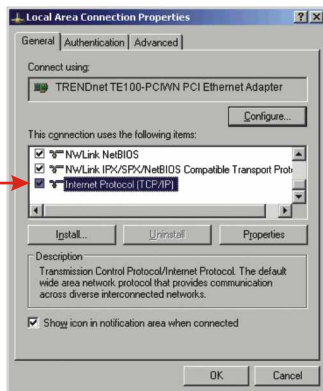 Local Area Connection Properties
General Authentication Advanced
Connect using:
TRENDnet TE100-PCIWN PCI Ethernet Adapter
Configure...
This connection uses the following items:
NWLink NetBIOS
NWLink IPX/SPX/NetBIOS Compatible Transport Proto
Internet Protocol (TCP/IP)
Install... Uninstall Properties
Description
Transmission Control Protocol/Internet Protocol. The default
wide area network protocol that provides communication
across diverse interconnected networks.
Show icon in notification area when connected
OK Cancel